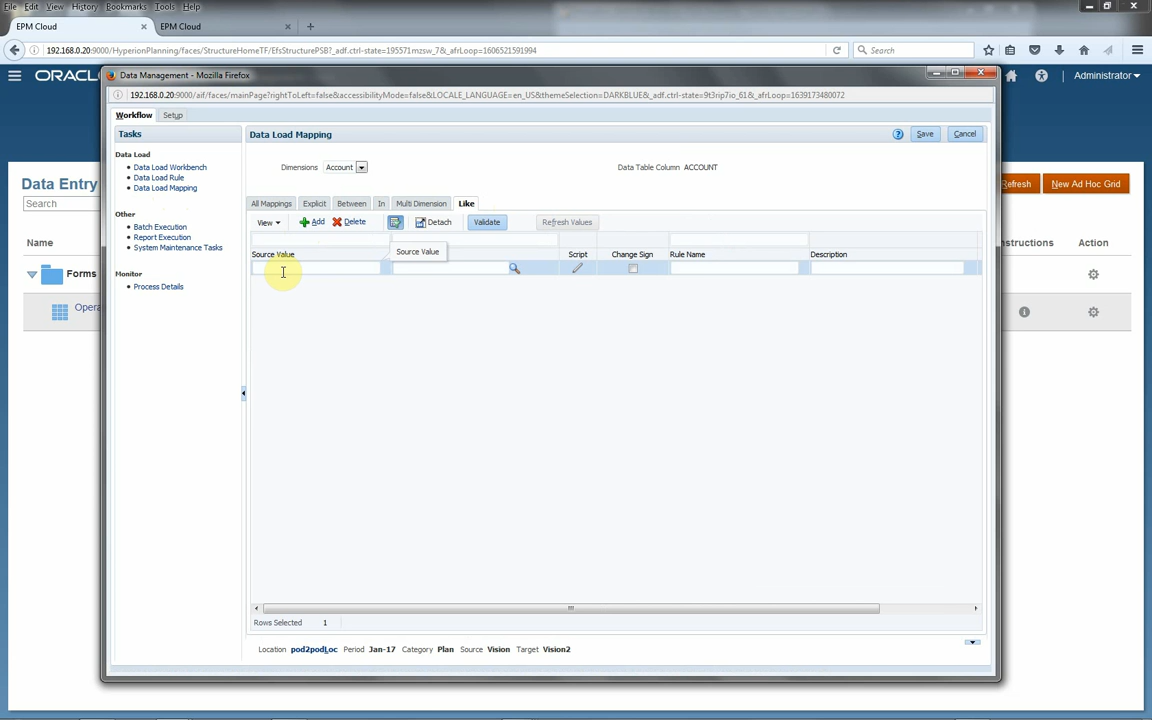 File Edit View History Bookmarks Tools Help
EPM Cloud × EPM Cloud × +
192.168.0.20:9000/HyperionPlanning/faces/StructureHomeTF/EfsStructurePSB?_adf.ctrl-state=195571mzsw_7&_afrLoop=1606521591994
Search
ORACL
Administrator
Data Management - Mozilla Firefox
192.168.0.20:9000/aif/faces/mainPage?rightToLeft=false&accessibilityMode=false&LOCALE_LANGUAGE=en_US&themeSelection=DARKBLUE&_adf.ctrl-state=9t3rip7io_61&_afrLoop=1639173480072
Workflow Setup
Tasks
Data Load Mapping
Save Cancel
Data Load
Data Load Workbench
Data Load Rule
Data Load Mapping
Other
Batch Execution
Report Execution
System Maintenance Tasks
Monitor
Process Details
Dimensions Account
Data Table Column ACCOUNT
All Mappings Explicit Between In Multi Dimension Like
View Add Delete Detach Validate Refresh Values
Source Value Script Change Sign Rule Name Description
Source Value
Rows Selected 1
Location pod2podLoc Period Jan-17 Category Plan Source Vision Target Vision2
Data Entry
Search
Refresh New Ad Hoc Grid
Name
structions Action
Forms
Opera